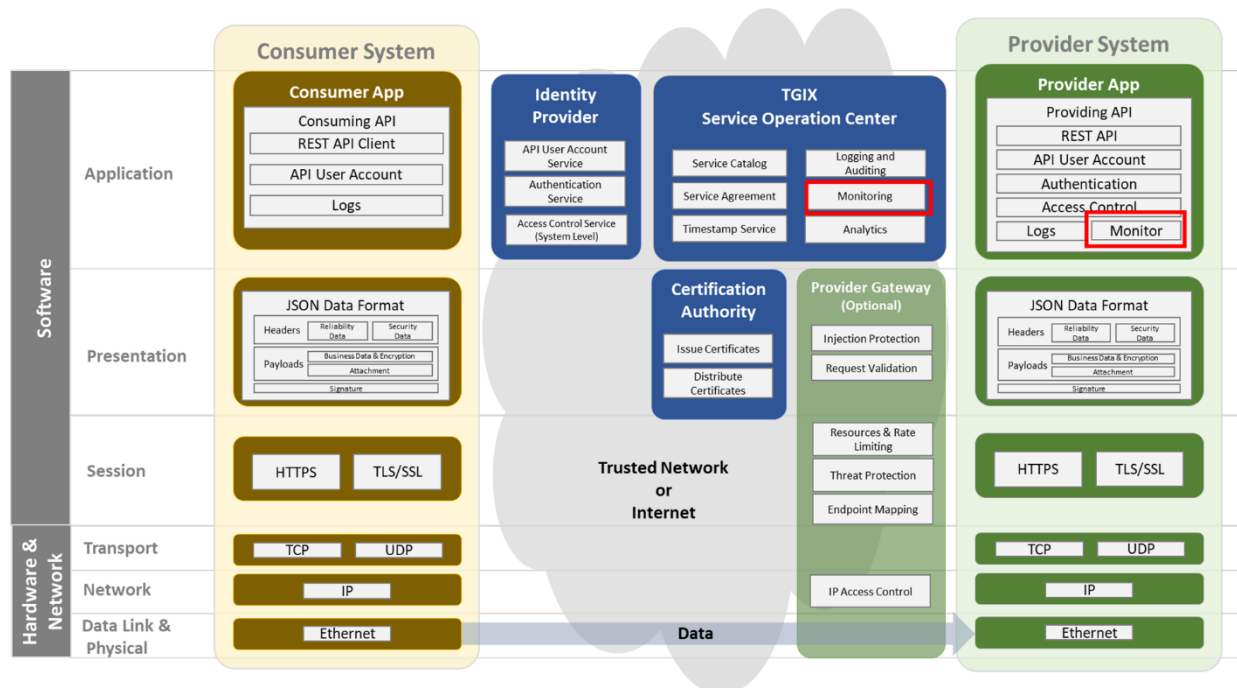 Consumer System
Provider System
Software
Hardware &
Network
Application
Presentation
Session
Transport
Network
Data Link &
Physical
Consumer App
Consuming API
REST API Client
API User Account
Logs
JSON Data Format
Headers
Reliability
Data
Security
Data
Payloads
Business Data & Encryption
Attachment
Signature
HTTPS
TLS/SSL
TCP
UDP
IP
Ethernet
Identity
Provider
API User Account
Service
Authentication
Service
Access Control Service
(System Level)
TGIX
Service Operation Center
Service Catalog
Logging and
Auditing
Service Agreement
Monitoring
Timestamp Service
Analytics
Certification
Authority
Issue Certificates
Distribute
Certificates
Provider Gateway
(Optional)
Injection Protection
Request Validation
Resources & Rate
Limiting
Threat Protection
Endpoint Mapping
IP Access Control
Trusted Network
or
Internet
Data
Provider App
Providing API
REST API
API User Account
Authentication
Access Control
Logs
Monitor
JSON Data Format
Headers
Reliability
Data
Security
Data
Payloads
Business Data & Encryption
Attachment
Signature
HTTPS
TLS/SSL
TCP
UDP
IP
Ethernet